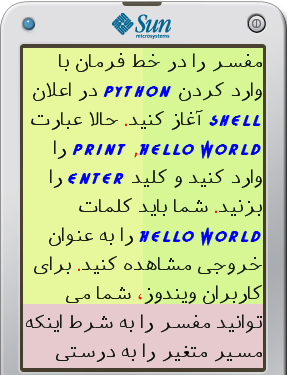 Sun
microsystems
مفسر را در خط فرمان با
وارد کردن PYTHON در اعلان
SHELL آغاز کنید. حالا عبارت
PRINT ,HELLO WORLD را
وارد کنید و کلید ENTER را
بزنید. شما باید کلمات
HELLO WORLD را به عنوان
خروجی مشاهده کنید. برای
کاربران ویندوز، شما می
توانید مفسر را به شرط اینکه
مسیر متغیر را به درستی